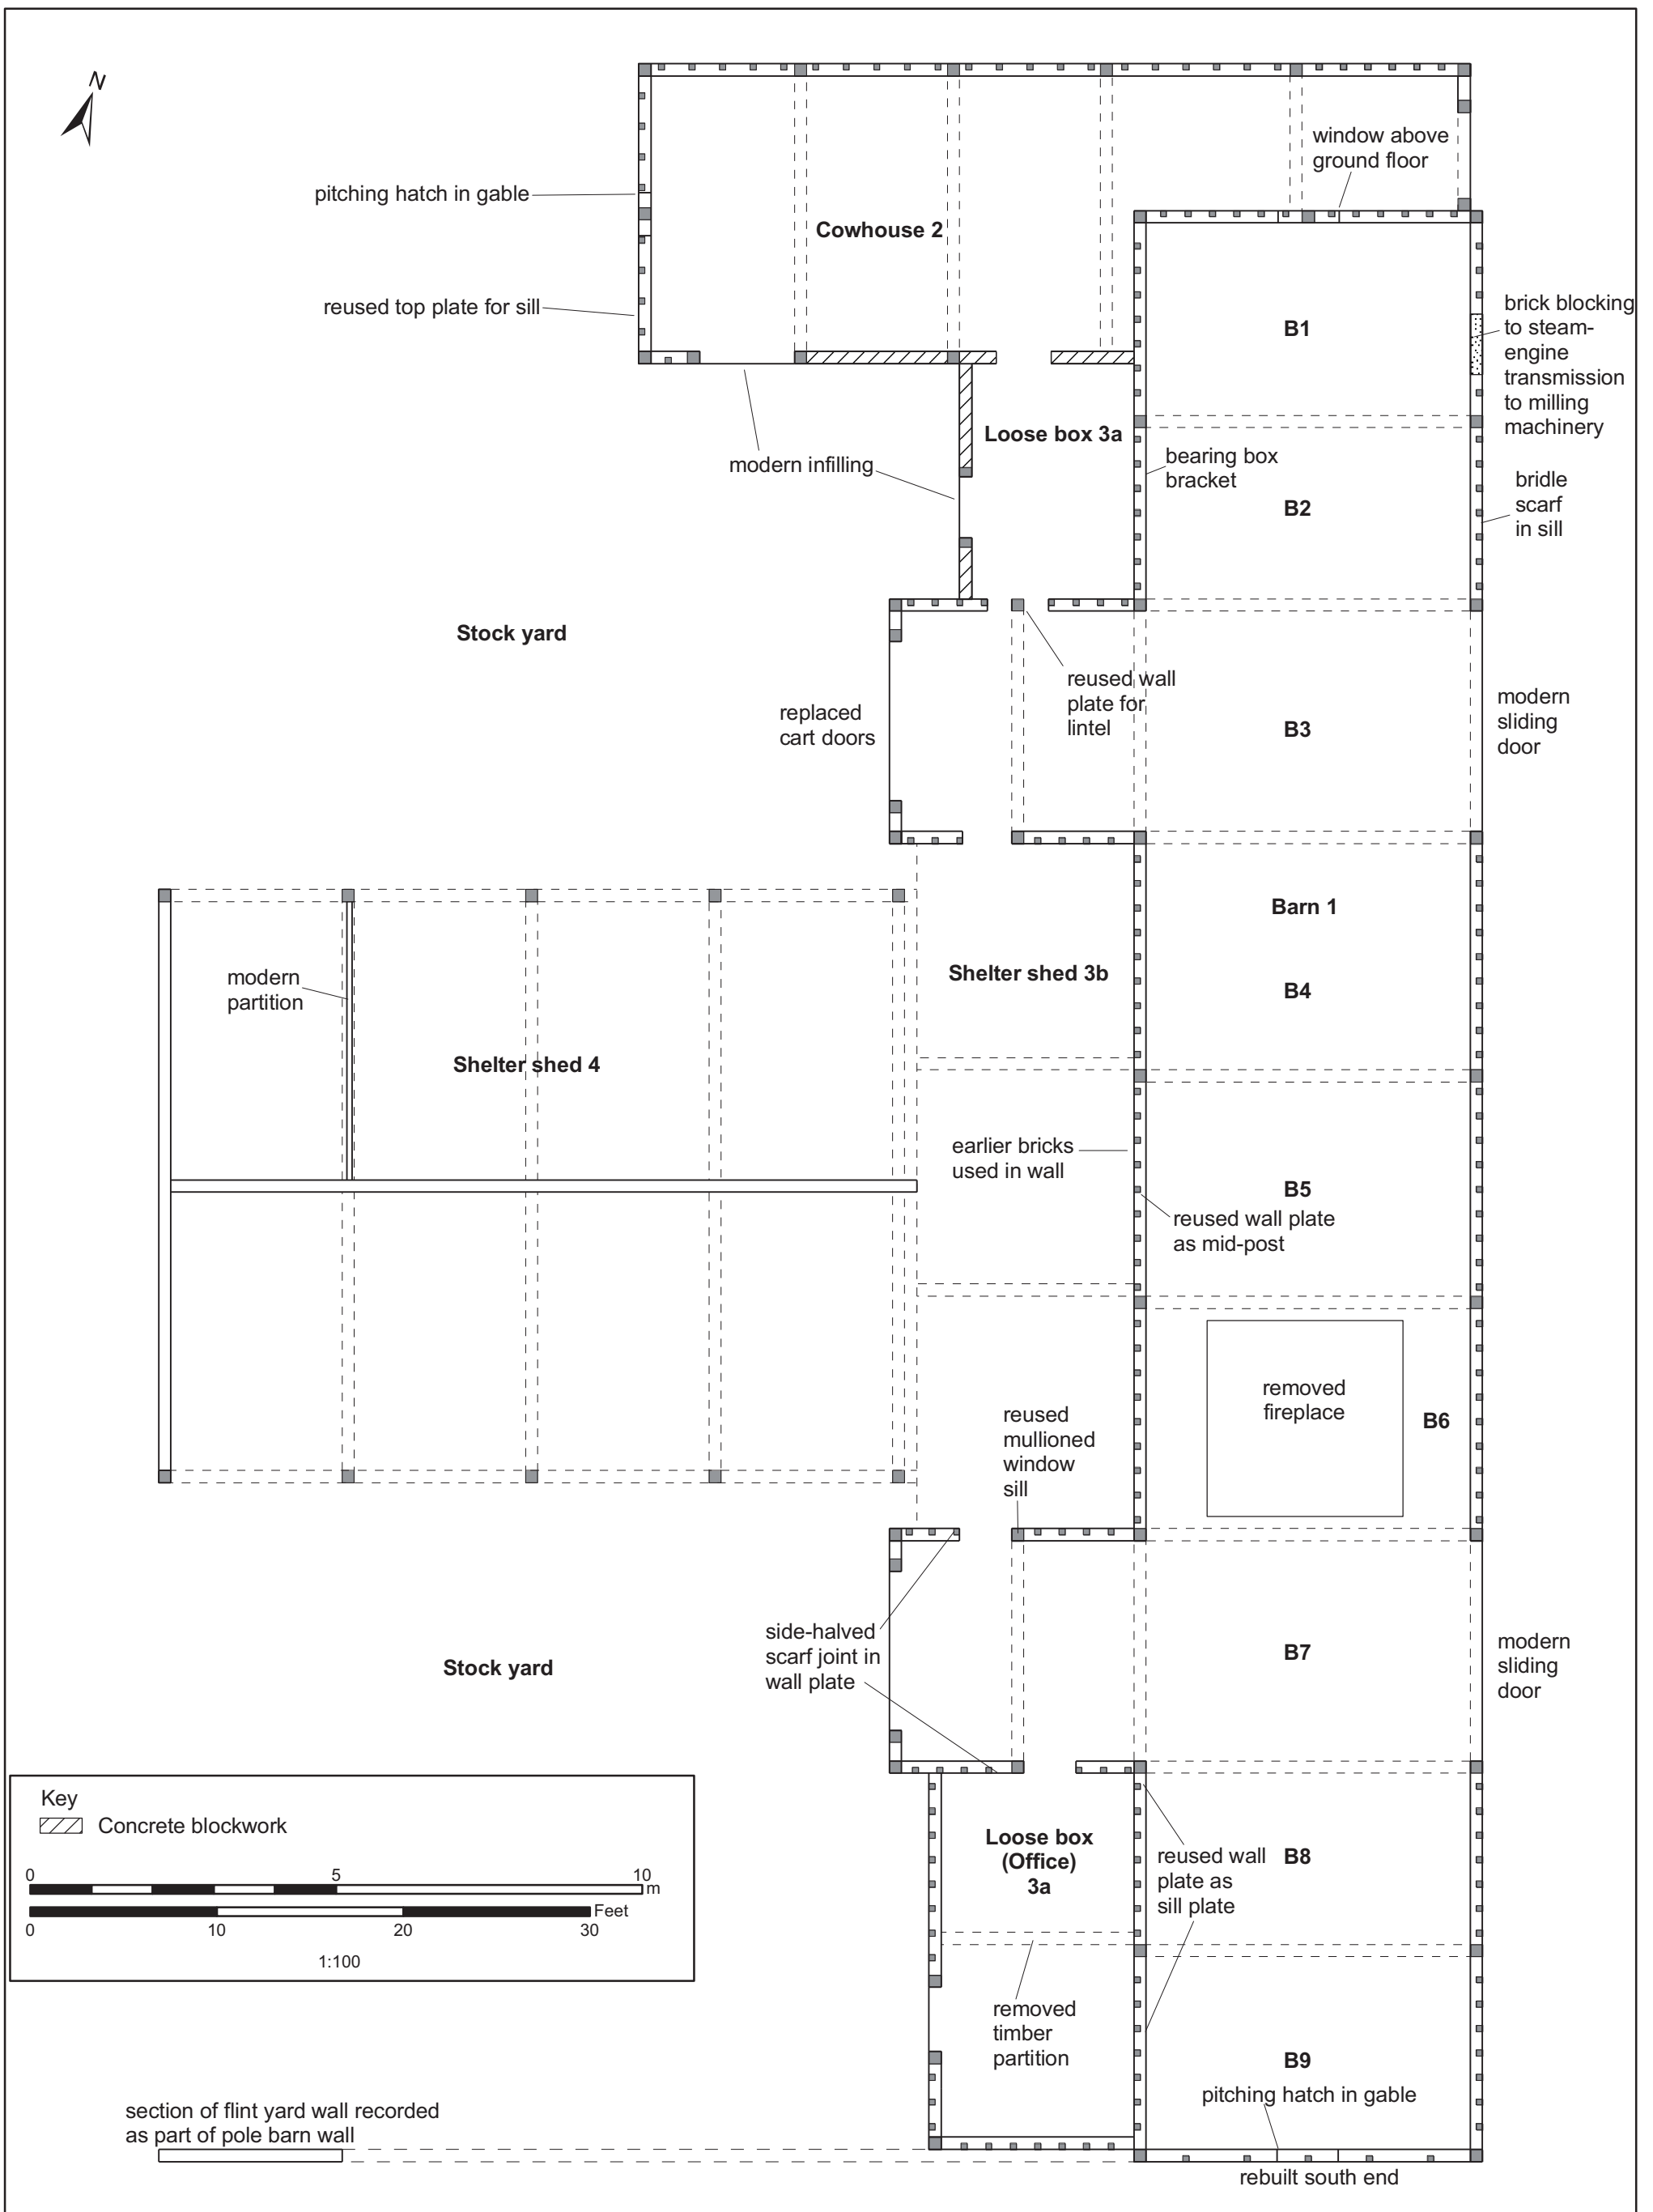 N
window above
ground floor
pitching hatch in gable
Cowhouse 2
reused top plate for sill
B1
brick blocking
to steam-
engine
transmission
to milling
machinery
Loose box 3a
modern infilling
bearing box
bracket
B2
bridle
scarf
in sill
Stock yard
reused wall
plate for
lintel
replaced
cart doors
B3
modern
sliding
door
Barn 1
modern
partition
Shelter shed 3b
B4
Shelter shed 4
earlier bricks
used in wall
B5
reused wall plate
as mid-post
removed
fireplace
B6
reused
mullioned
window
sill
side-halved
scarf joint in
wall plate
Stock yard
B7
modern
sliding
door
Key
Concrete blockwork
0 5 10
m
Feet
0 10 20 30
1:100
Loose box
(Office)
3a
reused wall
plate as
sill plate
B8
removed
timber
partition
B9
pitching hatch in gable
section of flint yard wall recorded
as part of pole barn wall
rebuilt south end